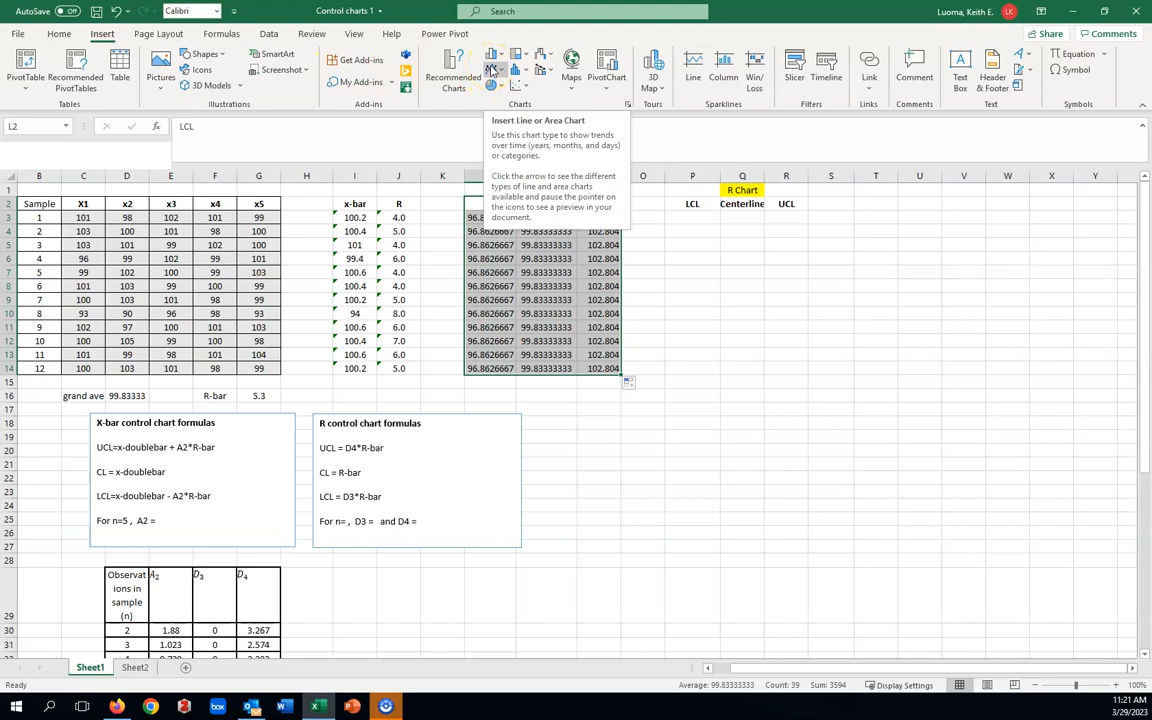 AutoSave Off Calibri Control charts 1 Search Luoma, Keith E. LK
File Home Insert Page Layout Formulas Data Review View Help Power Pivot Share Comments
PivotTable Recommended PivotTables Table Pictures Shapes Icons 3D Models SmartArt Screenshot Get Add-ins My Add-ins Recommended Charts Maps PivotChart 3D Map Line Column Win/Loss Slicer Timeline Link Comment Text Box Header & Footer Equation Symbol
Tables Illustrations Add-ins Charts Tours Sparklines Filters Links Comments Text Symbols
L2 LCL
Insert Line or Area Chart
Use this chart type to show trends
over time (years, months, and days)
or categories.
Click the arrow to see the different
types of line and area charts
available and pause the pointer on
the icons to see a preview in your
document.
B C D E F G H I J K O P Q R S T U V W X Y
1 R Chart
2 Sample X1 x2 x3 x4 x5 x-bar R LCL Centerline UCL
3 1 101 98 102 101 99 100.2 4.0 96.8
4 2 103 100 101 98 100 100.4 5.0 96.8626667 99.83333333 102.804
5 3 103 101 99 102 100 101 4.0 96.8626667 99.83333333 102.804
6 4 96 99 102 99 101 99.4 6.0 96.8626667 99.83333333 102.804
7 5 99 102 100 99 103 100.6 4.0 96.8626667 99.83333333 102.804
8 6 101 103 99 100 99 100.4 4.0 96.8626667 99.83333333 102.804
9 7 100 103 101 98 99 100.2 5.0 96.8626667 99.83333333 102.804
10 8 93 90 96 98 93 94 8.0 96.8626667 99.83333333 102.804
11 9 102 97 100 101 103 100.6 6.0 96.8626667 99.83333333 102.804
12 10 100 105 99 100 98 100.4 7.0 96.8626667 99.83333333 102.804
13 11 101 99 98 101 104 100.6 6.0 96.8626667 99.83333333 102.804
14 12 100 103 101 98 99 100.2 5.0 96.8626667 99.83333333 102.804
15
16 grand ave 99.83333 R-bar 5.3
17
18 X-bar control chart formulas R control chart formulas
19
20 UCL=x-doublebar + A2*R-bar UCL = D4*R-bar
21
22 CL = x-doublebar CL = R-bar
23
24 LCL=x-doublebar - A2*R-bar LCL = D3*R-bar
25 For n=5 , A2 = For n= , D3 = and D4 =
26
27
28
29 Observations in sample (n) A2 D3 D4
30 2 1.88 0 3.267
31 3 1.023 0 2.574
Sheet1 Sheet2
Ready Average: 99.83333333 Count: 39 Sum: 3594 Display Settings 100%
11:21 AM
3/29/2023